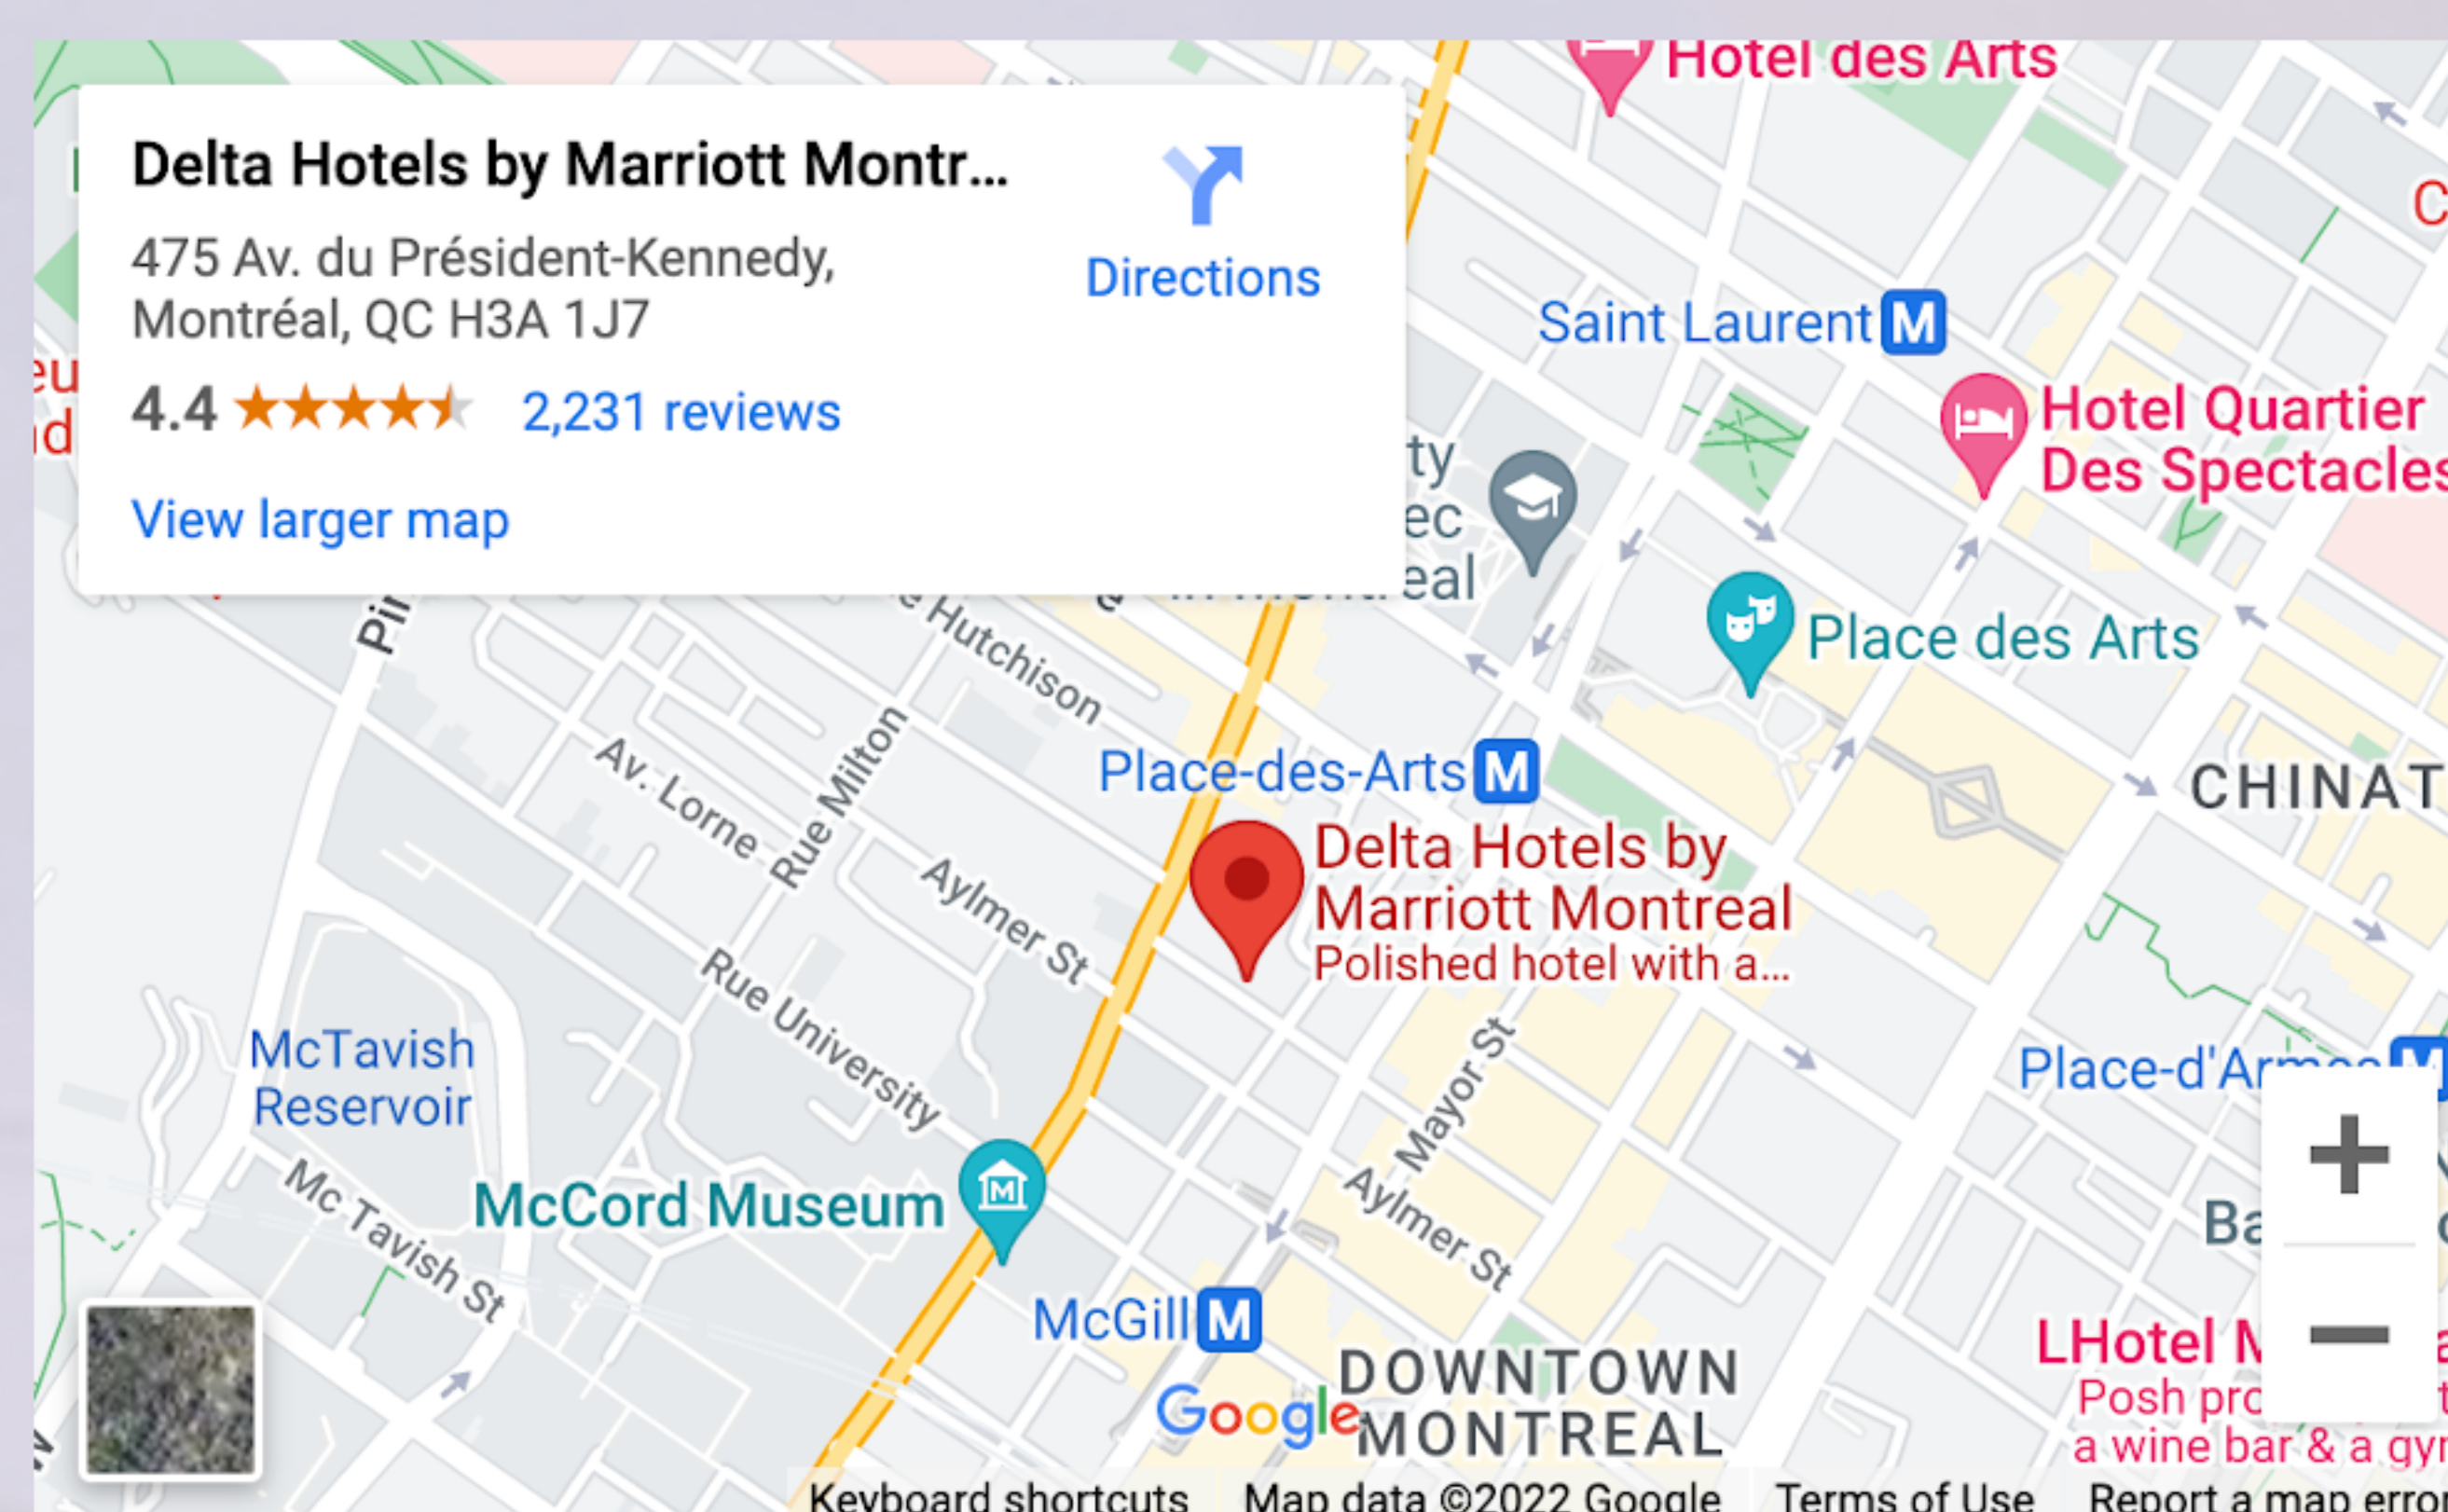 Hotel des Arts
Delta Hotels by Marriott Montr...
475 Av. du Président-Kennedy,
Montréal, QC H3A 1J7
Directions
4.4
2,231 reviews
View larger map
Saint Laurent M
Hotel Quartier
Des Spectacles
Place des Arts
Hutchison
Av. Lorne
Rue Milton
Place-des-Arts M
CHINAT
Aylmer St
Delta Hotels by
Marriott Montreal
Polished hotel with a...
Rue University
McTavish
Reservoir
Mayor St
Place-d'Armes M
McCord Museum
M
Mc Tavish St
Aylmer St
McGill M
DOWNTOWN
MONTREAL
Google
LHotel
Posh
a wine bar & a
Keyboard shortcuts
Map data ©2022 Google
Terms of Use
Report a map error